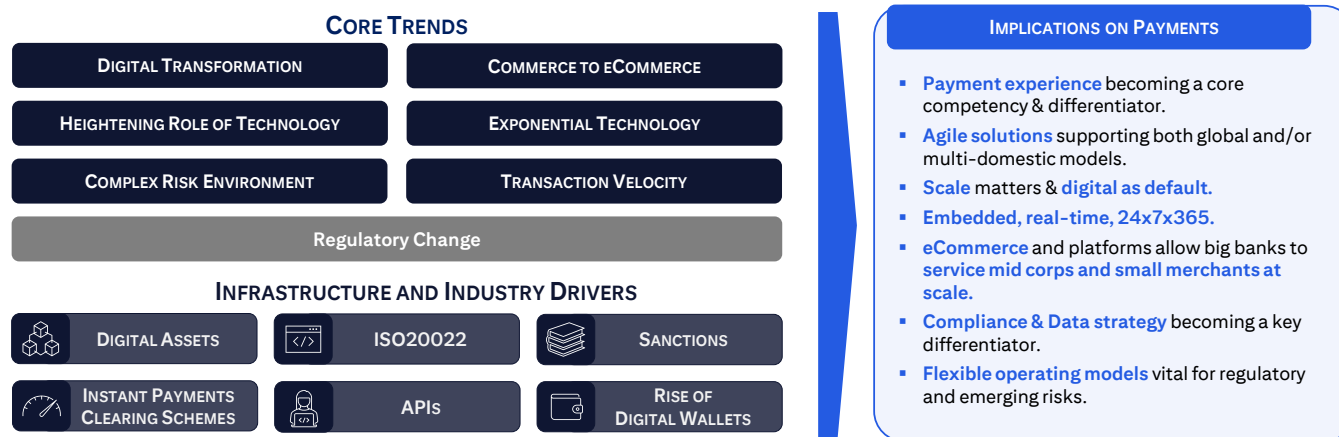 CORE TRENDS
DIGITAL TRANSFORMATION
COMMERCE TO ECOMMERCE
HEIGHTENING ROLE OF TECHNOLOGY
EXPONENTIAL TECHNOLOGY
COMPLEX RISK ENVIRONMENT
TRANSACTION VELOCITY
Regulatory Change
INFRASTRUCTURE AND INDUSTRY DRIVERS
DIGITAL ASSETS
ISO20022
SANCTIONS
INSTANT PAYMENTS
CLEARING SCHEMES
APIS
RISE OF
DIGITAL WALLETS
IMPLICATIONS ON PAYMENTS
▪ Payment experience becoming a core
competency & differentiator.
▪ Agile solutions supporting both global and/or
multi-domestic models.
▪ Scale matters & digital as default.
▪ Embedded, real-time, 24x7x365.
▪ eCommerce and platforms allow big banks to
service mid corps and small merchants at
scale.
▪ Compliance & Data strategy becoming a key
differentiator.
▪ Flexible operating models vital for regulatory
and emerging risks.